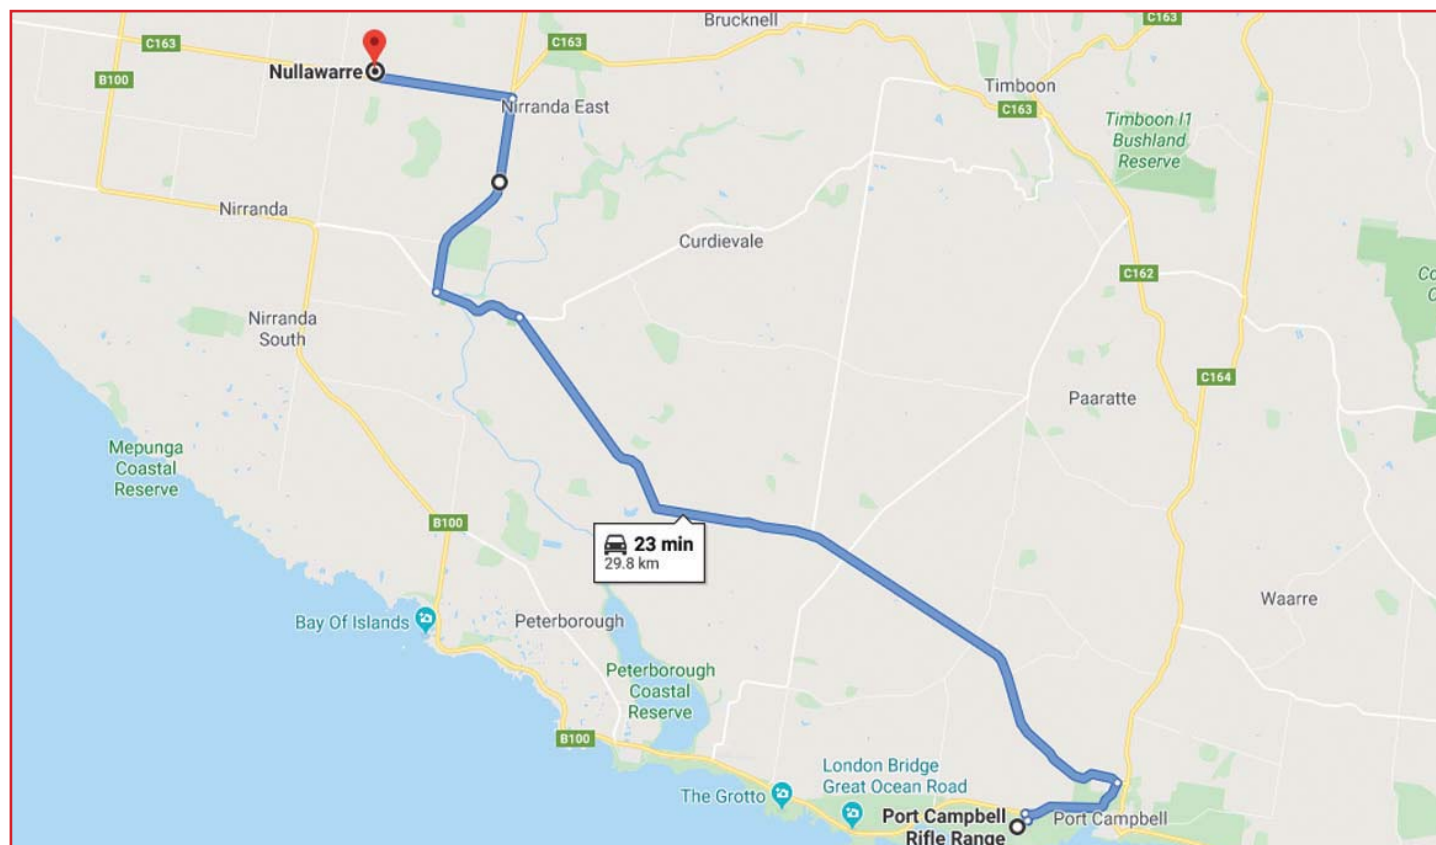 Brucknell
C163
C163
C163
Nullawarre
B100
Timboon
Nirranda East
C163
Timboon I1
Bushland
Reserve
Nirranda
Curdievale
C162
Nirranda
South
C164
Paaratte
Mepunga
Coastal
Reserve
B100
23 min
29.8 km
Waarre
Bay Of Islands
Peterborough
Peterborough
Coastal
Reserve
B100
London Bridge
Great Ocean Road
The Grotto
Port Campbell
Rifle Range
Port Campbell